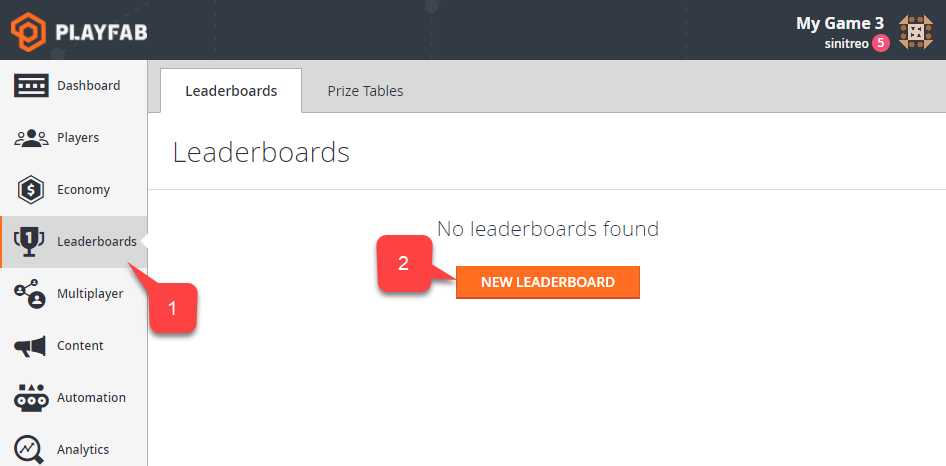 PLAYFAB
My Game 3
sinitreo 5
Dashboard
Players
Economy
1 Leaderboards
Multiplayer
Content
Automation
Analytics
Leaderboards Prize Tables
Leaderboards
No leaderboards found
2
NEW LEADERBOARD
1